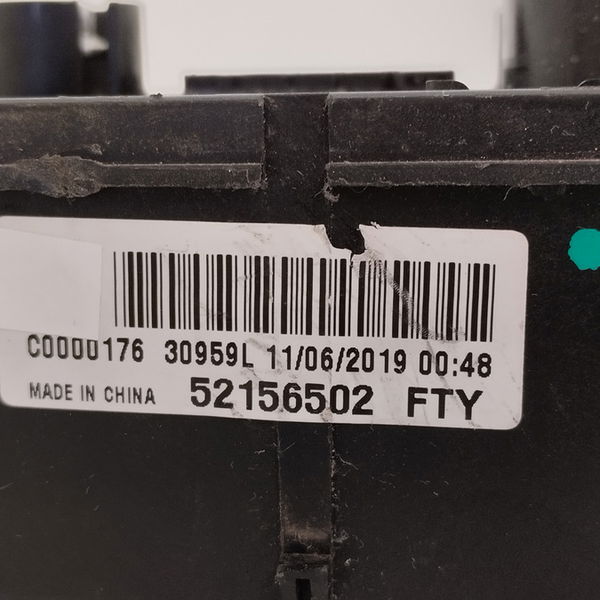 C0000176 30959L 11/06/2019 00:48
MADE IN CHINA 52156502 FTY